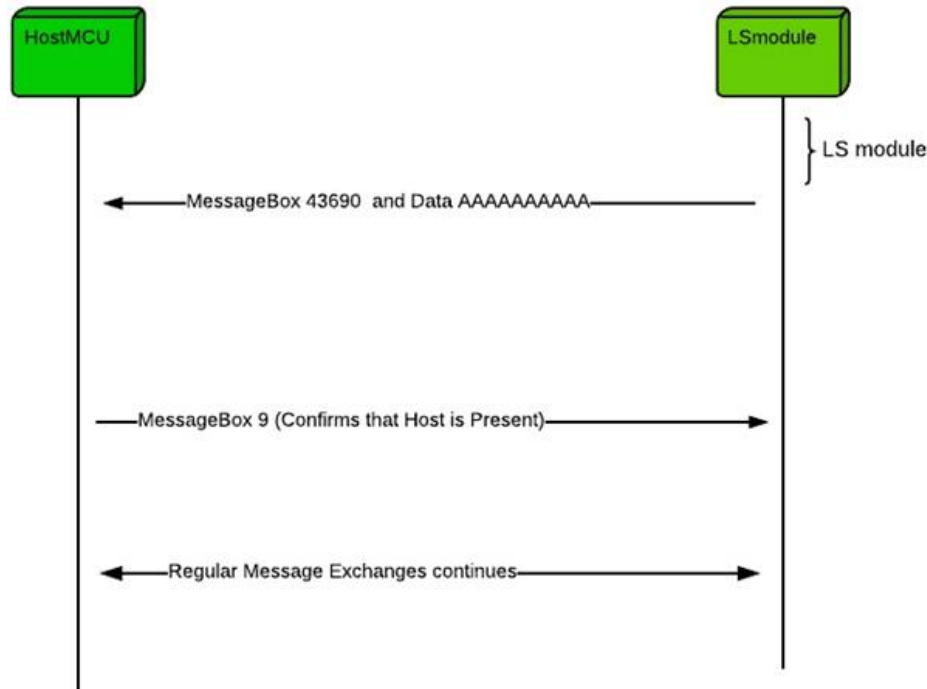 HostMCU
LSmodule
LS module
MessageBox 43690 and Data AAAAAAAAAA
MessageBox 9 (Confirms that Host is Present)
Regular Message Exchanges continues